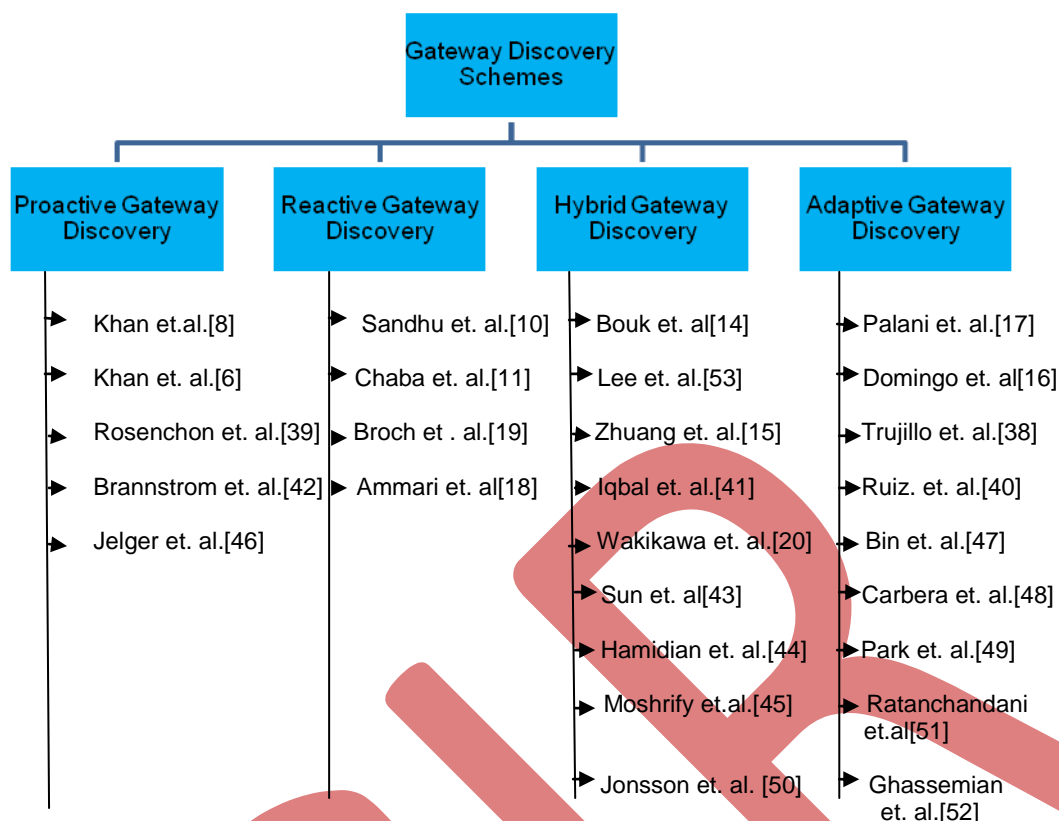 Gateway Discovery
Schemes
Proactive Gateway
Discovery
Reactive Gateway
Discovery
Hybrid Gateway
Discovery
Adaptive Gateway
Discovery
Khan et.al.[8]
Khan et. al.[6]
Rosenchon et. al.[39]
Brannstrom et. al.[42]
Jelger et. al.[46]
Sandhu et. al.[10]
Chaba et. al.[11]
Broch et . al.[19]
Ammari et. al[18]
Bouk et. al[14]
Lee et. al.[53]
Zhuang et. al.[15]
Iqbal et. al.[41]
Wakikawa et. al.[20]
Sun et. al[43]
Hamidian et. al.[44]
Moshrify et.al.[45]
Jonsson et. al. [50]
Palani et. al.[17]
Domingo et. al[16]
Trujillo et. al.[38]
Ruiz. et. al.[40]
Bin et. al.[47]
Carbera et. al.[48]
Park et. al.[49]
Ratanchandani
et.al[51]
Ghassemian
et. al.[52]